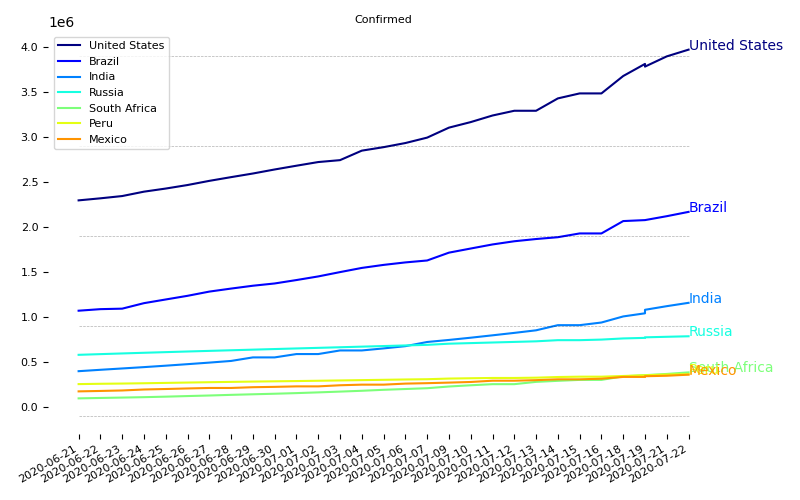 Confirmed
1e6
United States
Brazil
India
Russia
South Africa
Peru
Mexico
4.0
3.5
3.0
2.5
2.0
1.5
1.0
0.5
0.0
United States
Brazil
India
Russia
South Africa
Mexico
2020-06-21
2020-06-22
2020-06-23
2020-06-24
2020-06-25
2020-06-26
2020-06-27
2020-06-28
2020-06-29
2020-06-30
2020-07-01
2020-07-02
2020-07-03
2020-07-04
2020-07-05
2020-07-06
2020-07-07
2020-07-09
2020-07-10
2020-07-11
2020-07-12
2020-07-13
2020-07-14
2020-07-15
2020-07-16
2020-07-18
2020-07-19
2020-07-21
2020-07-22